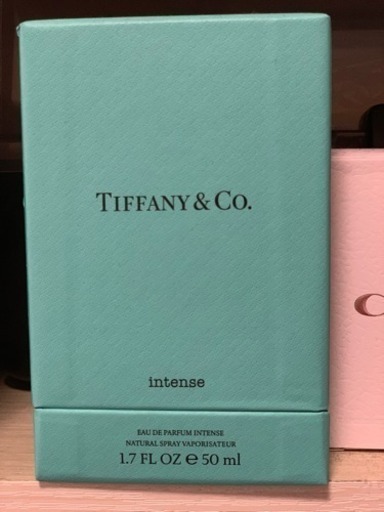 TIFFANY & CO.
intense
EAU DE PARFUM INTENSE
NATURAL SPRAY VAPORISATEUR
1.7 FL OZ ℮ 50 ml